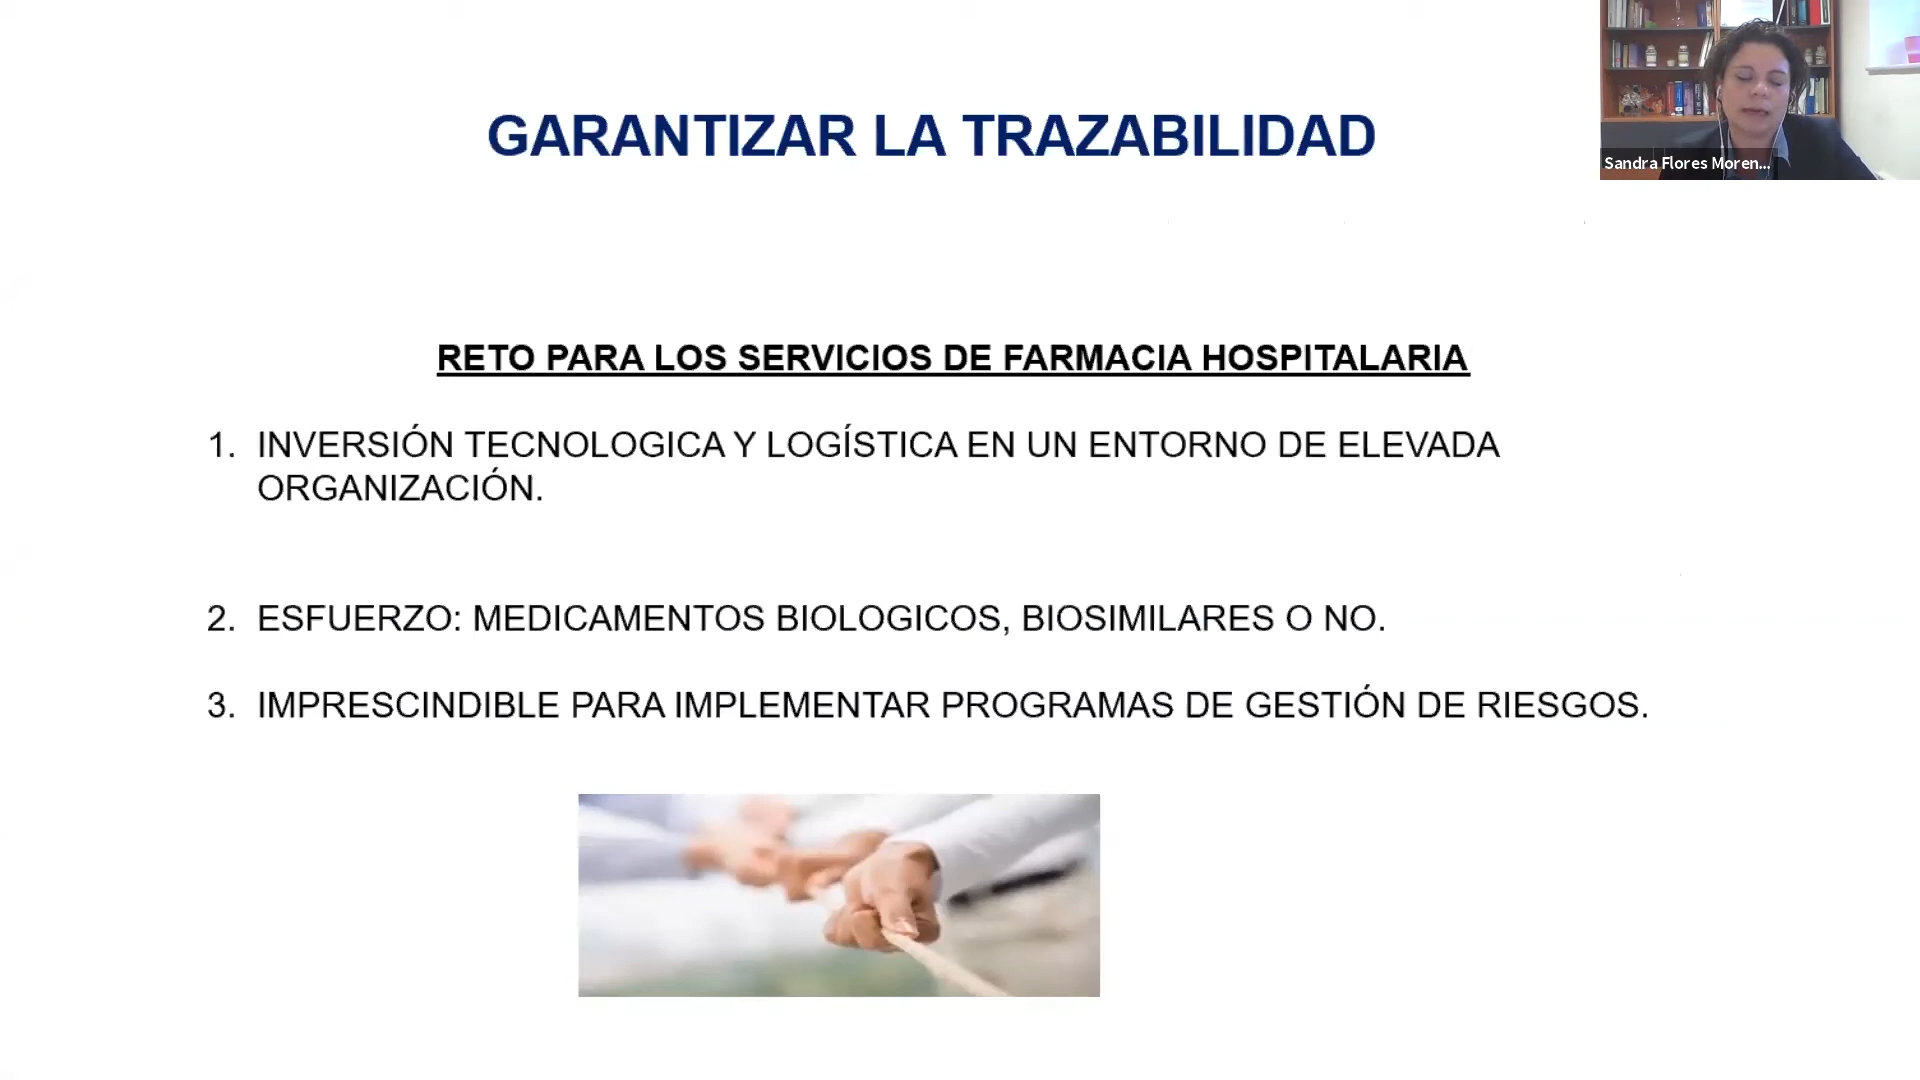 GARANTIZAR LA TRAZABILIDAD
Sandra Flores Moren...
RETO PARA LOS SERVICIOS DE FARMACIA HOSPITALARIA
1. INVERSIÓN TECNOLOGICA Y LOGÍSTICA EN UN ENTORNO DE ELEVADA
ORGANIZACIÓN.
2. ESFUERZO: MEDICAMENTOS BIOLOGICOS, BIOSIMILARES O NO.
3. IMPRESCINDIBLE PARA IMPLEMENTAR PROGRAMAS DE GESTIÓN DE RIESGOS.